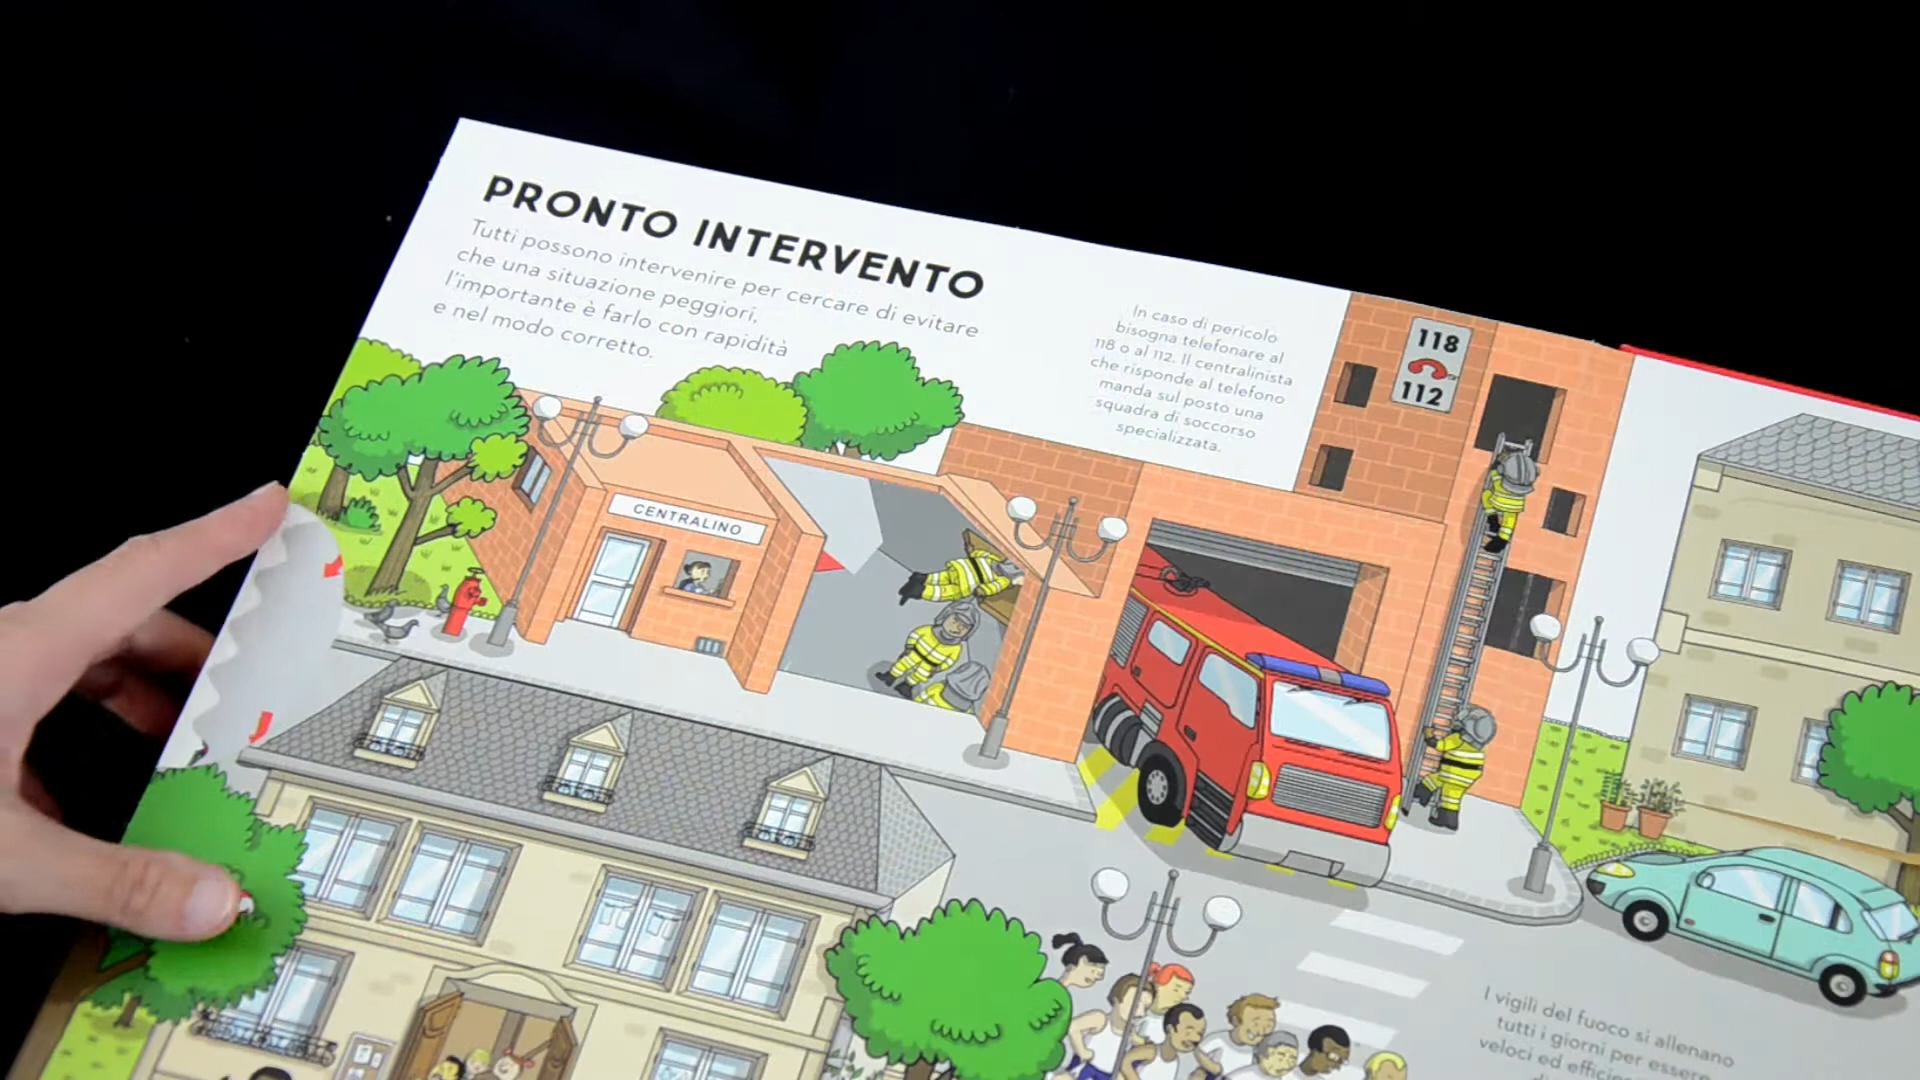 PRONTO INTERVENTO
Tutti possono intervenire per cercare di evitare
che una situazione peggiori,
l'importante è farlo con rapidità
e nel modo corretto.
In caso di pericolo
bisogna telefonare al
118 o al 112. Il centralinista
che risponde al telefono
manda sul posto una
squadra di soccorso
specializzata.
118
112
CENTRALINO
I vigili del fuoco si allenano
tutti i giorni per essere
veloci ed efficienti